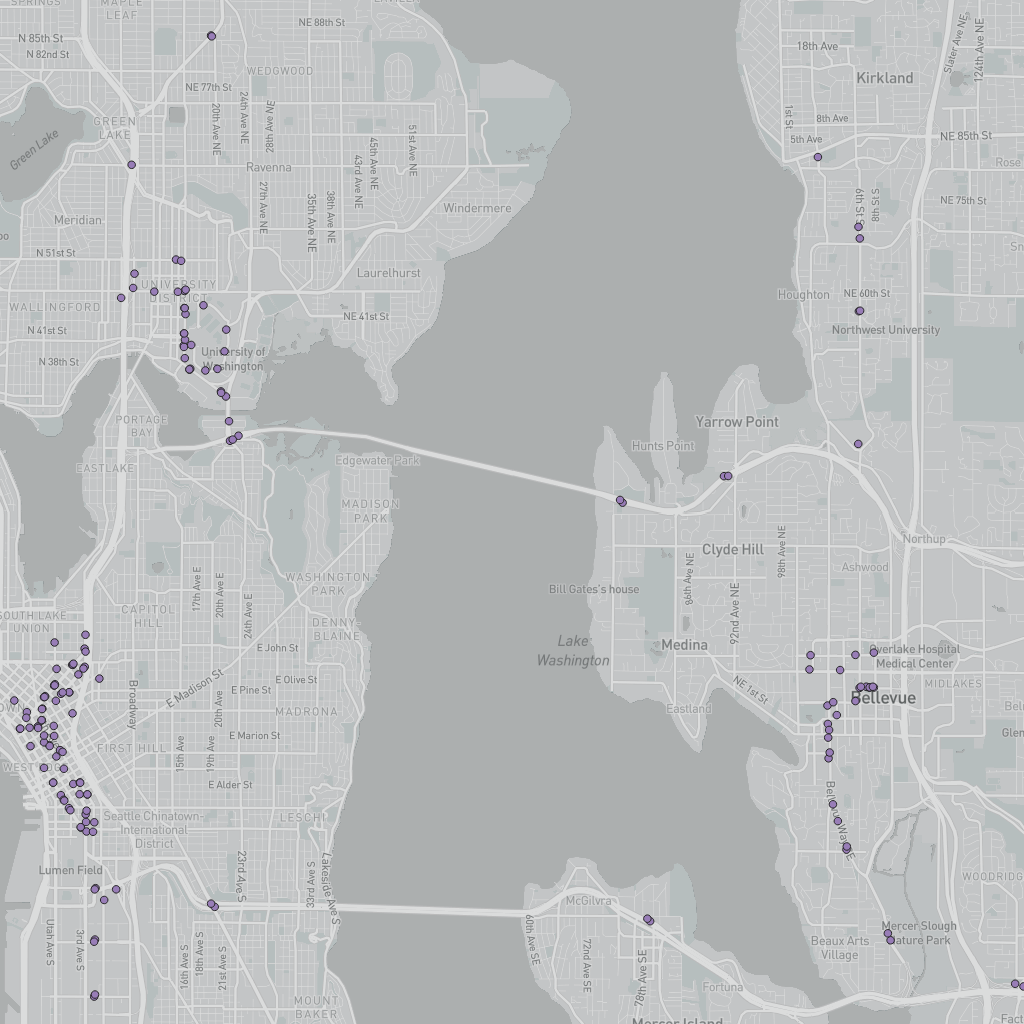 SPRINGS
MAPLE
LEAF
NE 88th St
N 85th St
N 82nd St
WEDGWOOD
NE 77th St
18th Ave
Slater Ave NE
124th Ave NE
Kirkland
1st St
8th Ave
5th Ave
NE 85th St
Rose
GREEN
LAKE
Green Lake
20th Ave NE
24th Ave NE
28th Ave NE
51st Ave NE
45th Ave NE
43rd Ave NE
Ravenna
27th Ave NE
35th Ave NE
38th Ave NE
Windermere
6th St S
8th St S
NE 75th St
Meridian
N 51st St
UNIVERSITY
DISTRICT
Laurelhurst
Houghton
NE 60th St
WALLINGFORD
N 41st St
NE 41st St
Northwest University
N 38th St
University of
Washington
PORTAGE
BAY
EASTLAKE
Edgewater Park
Hunts Point
Yarrow Point
MADISON
PARK
Northup
Clyde Hill
98th Ave NE
Ashwood
86th Ave NE
92nd Ave NE
Bill Gates's house
17th Ave E
20th Ave E
24th Ave E
WASHINGTON
PARK
SOUTH LAKE
UNION
CAPITOL
HILL
DENNY-
BLAINE
E John St
Lake
Washington
Medina
Overlake Hospital
Medical Center
E Madison St
E Olive St
E Pine St
Broadway
20th Ave
NE 1st St
MIDLAKES
Bellevue
MADRONA
Eastland
E Marion St
FIRST HILL
15th Ave
19th Ave
E Alder St
LESCHI
Seattle Chinatown-
International
District
Lumen Field
23rd Ave S
33rd Ave S
Lakeside Ave S
McGilvra
60th Ave SE
72nd Ave SE
78th Ave SE
WOODRIDG
Mercer Slough
Nature Park
Beaux Arts
Village
Utah Ave S
3rd Ave S
16th Ave S
18th Ave S
21st Ave S
Fortuna
MOUNT
BAKER
Mercer Island
Fact